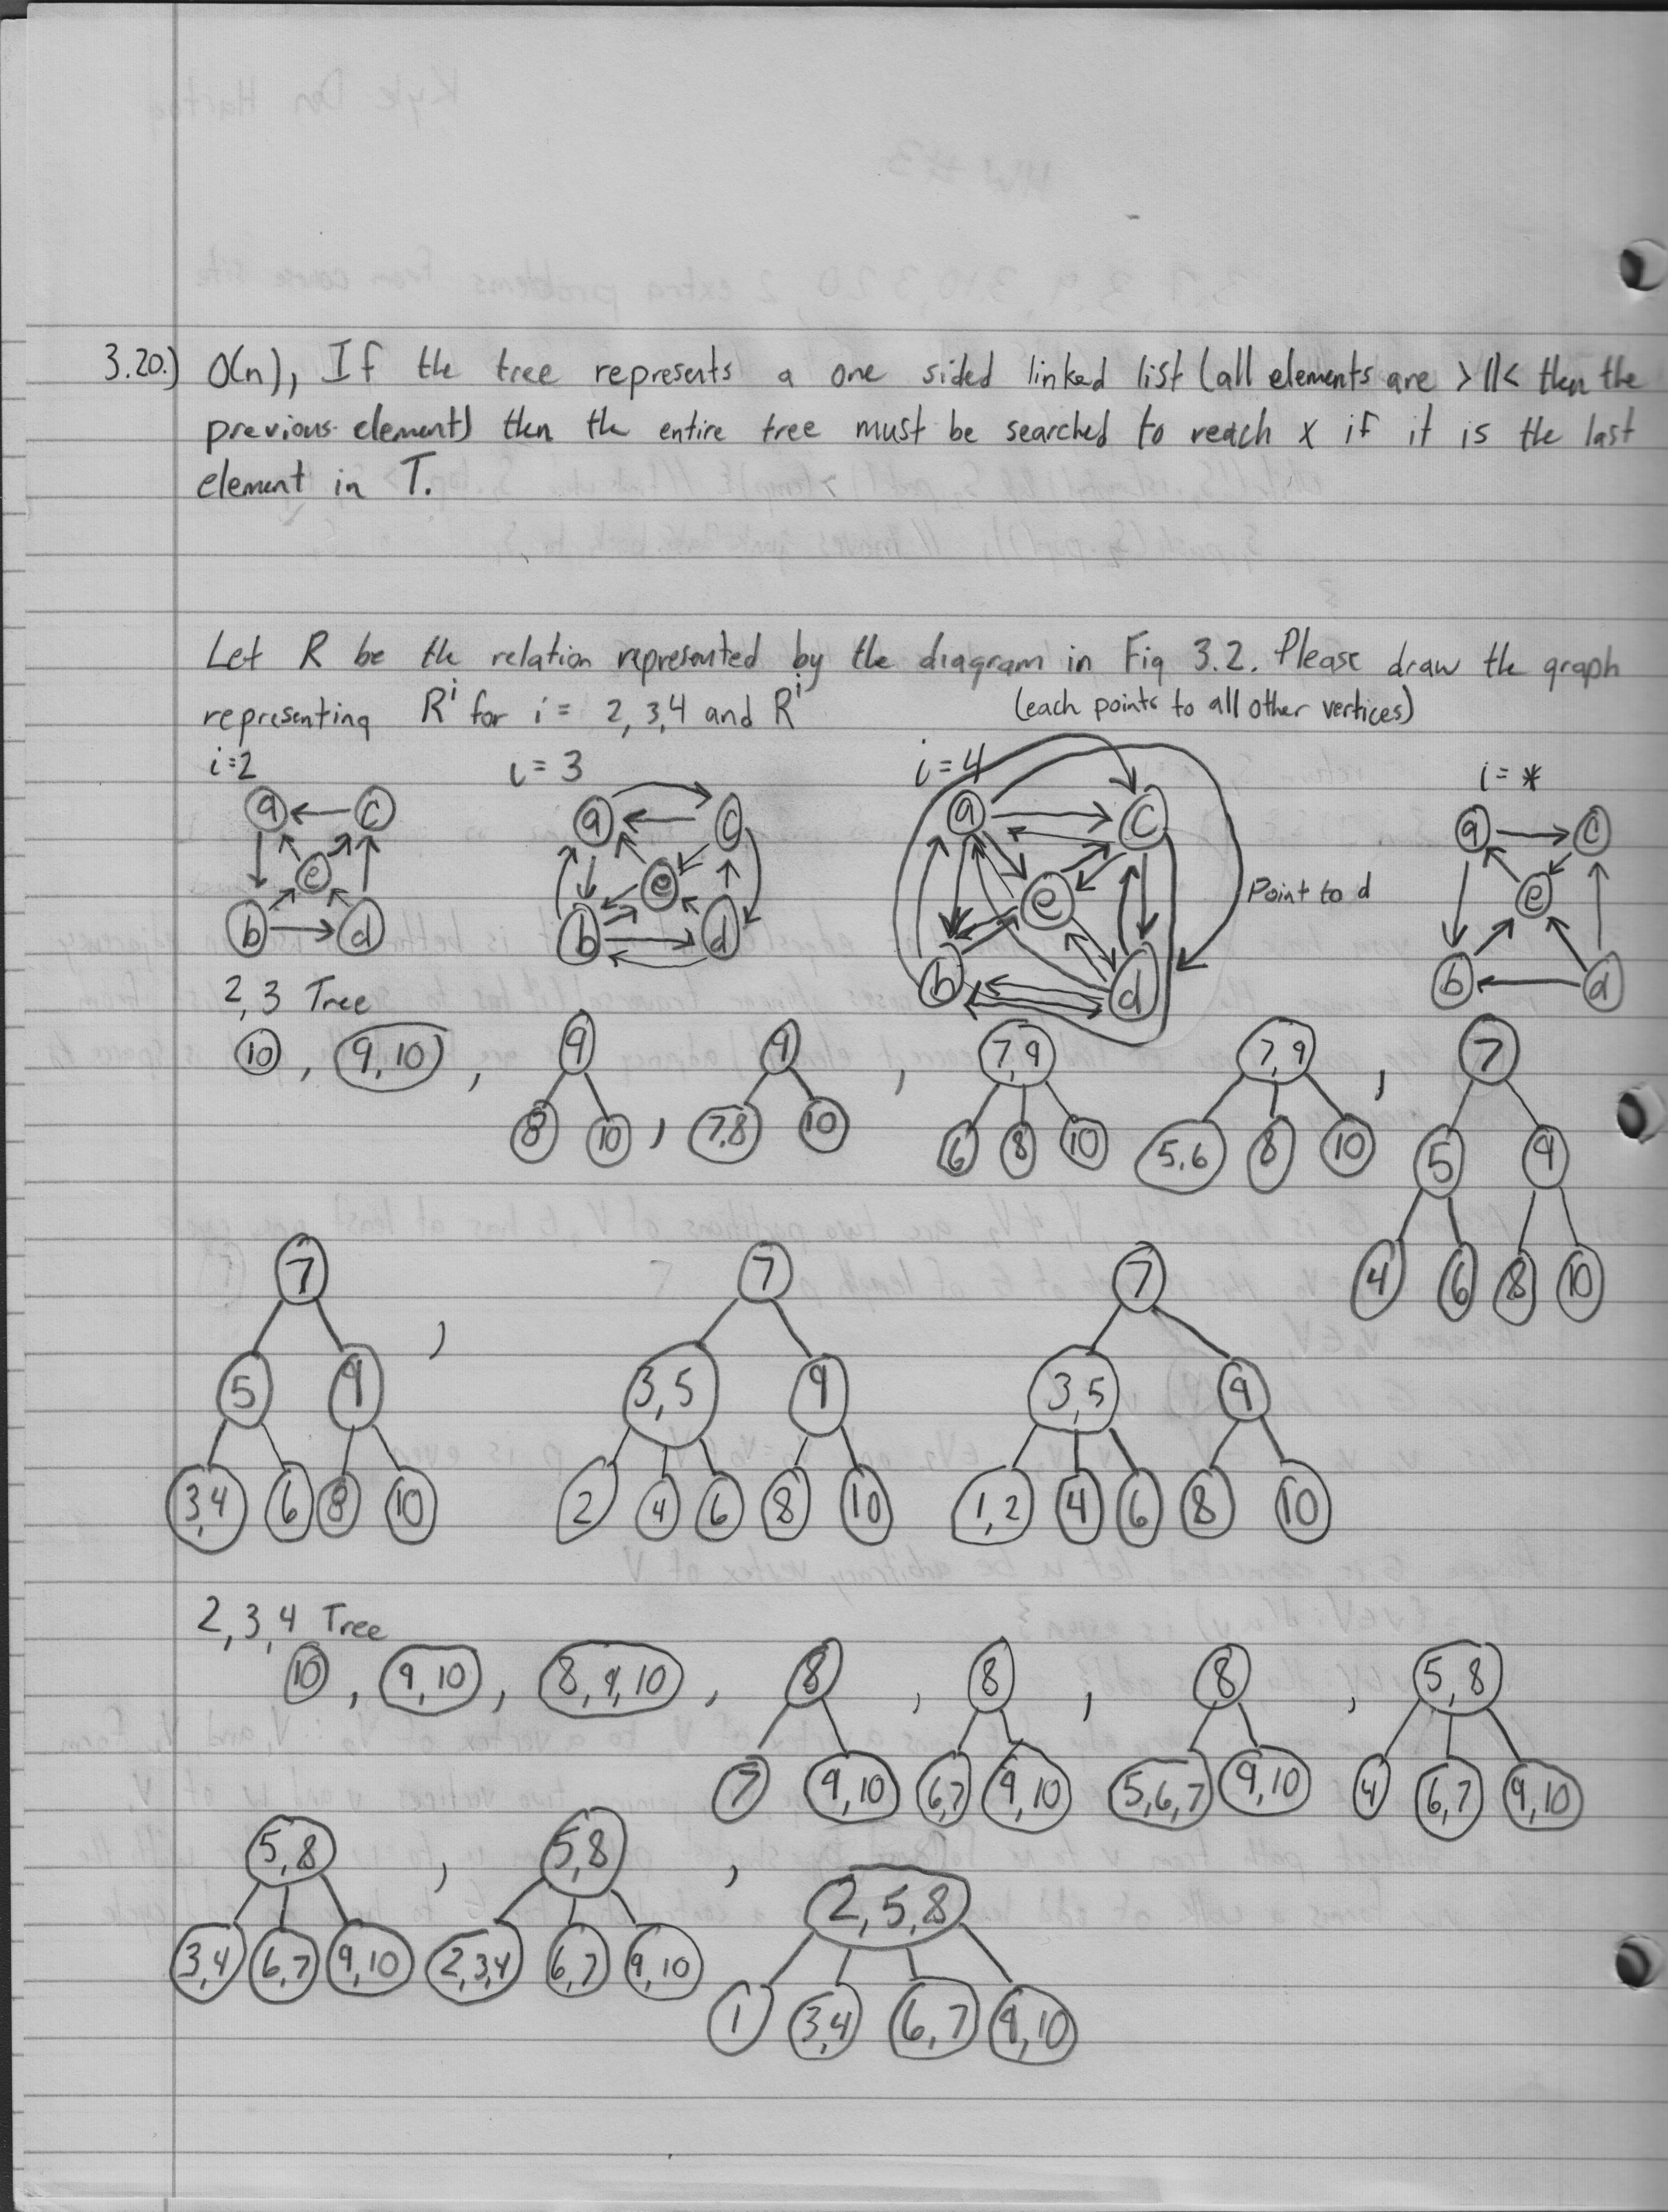 3.20.) O(n), If the tree represents a one sided linked list (all elements are >||< then the
previous element) then the entire tree must be searched to reach x if it is the last
element in T.
Let R be the relation represented by the diagram in Fig 3.2. Please draw the graph
representing R^i for i = 2,3,4 and R^i (each points to all other vertices)
i=2 i = 3 i=4 i = *
a c a c a c a c
e e e Point to d e
b d b d b d b d
2,3 Tree
10 , 9,10 , 9 9 , 7,9 7,9 , 7
8 10 , 7,8 10 6 8 10 5,6 8 10 5 9
4 6 8 10
7 , 7 7
5 9 3,5 9 3,5 9
3,4 6 8 10 2 4 6 8 10 1,2 4 6 8 10
2,3,4 Tree
10 , 9,10 , 8,9,10 , 8 , 8 , 8 , 5,8
7 9,10 6,7 9,10 5,6,7 9,10 4 6,7 9,10
5,8 , 5,8 , 2,5,8
3,4 6,7 9,10 2,3,4 6,7 9,10
1 3,4 6,7 9,10